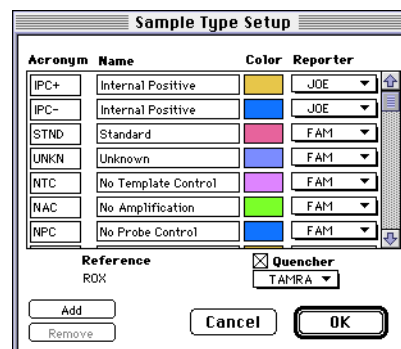 Sample Type Setup
Acronym Name Color Reporter
IPC+ Internal Positive JOE
IPC- Internal Positive JOE
STND Standard FAM
UNKN Unknown FAM
NTC No Template Control FAM
NAC No Amplification FAM
NPC No Probe Control FAM
Reference Quencher
ROX TAMRA
Add
Remove
Cancel OK